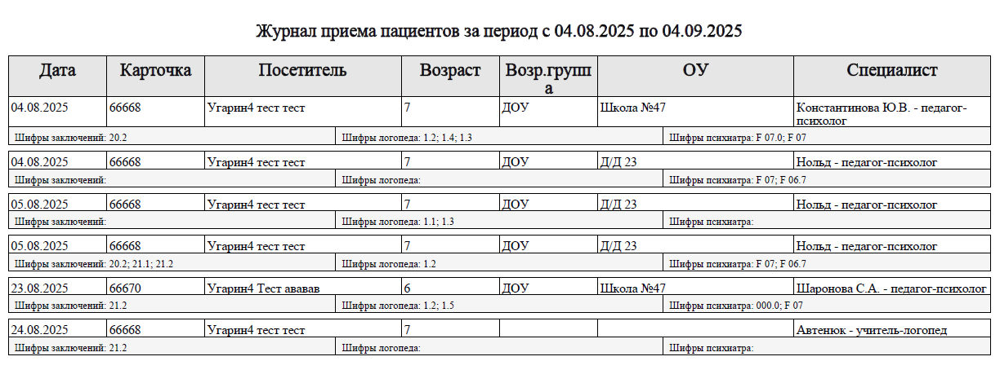 Журнал приема пациентов за период с 04.08.2025 по 04.09.2025
Дата Карточка Посетитель Возраст Возр.групп ОУ Специалист
а
04.08.2025 66668 Угарин4 тест тест 7 ДОУ Школа №47 Константинова Ю.В. - педагог-
психолог
Шифры заключений: 20.2 Шифры логопеда: 1.2; 1.4; 1.3 Шифры психиатра: F 07.0; F 07
04.08.2025 66668 Угарин4 тест тест 7 ДОУ Д/Д 23 Нольд - педагог-психолог
Шифры заключений: Шифры логопеда: Шифры психиатра: F 07; F 06.7
05.08.2025 66668 Угарин4 тест тест 7 ДОУ Д/Д 23 Нольд - педагог-психолог
Шифры заключений: Шифры логопеда: 1.1; 1.3 Шифры психиатра:
05.08.2025 66668 Угарин4 тест тест 7 ДОУ Д/Д 23 Нольд - педагог-психолог
Шифры заключений: 20.2; 21.1; 21.2 Шифры логопеда: 1.2 Шифры психиатра: F 07; F 06.7
23.08.2025 66670 Угарин4 Тест ававав 6 ДОУ Школа №47 Шаронова С.А. - педагог-психолог
Шифры заключений: 21.2 Шифры логопеда: 1.2; 1.5 Шифры психиатра: 000.0; F 07
24.08.2025 66668 Угарин4 тест тест 7 Автенюк - учитель-логопед
Шифры заключений: 21.2 Шифры логопеда: Шифры психиатра: